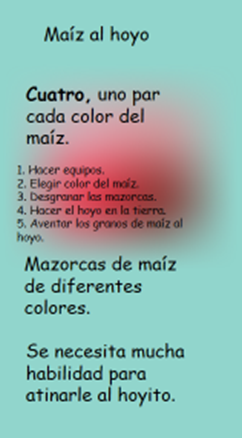 Maíz al hoyo
Cuatro, uno par
cada color del
maíz.
1. Hacer equipos.
2. Elegir color del maíz.
3. Desgranar las mazorcas.
4. Hacer el hoyo en la tierra.
5. Aventar los granos de maíz al
hoyo.
Mazorcas de maíz
de diferentes
colores.
Se necesita mucha
habilidad para
atinarle al hoyito.